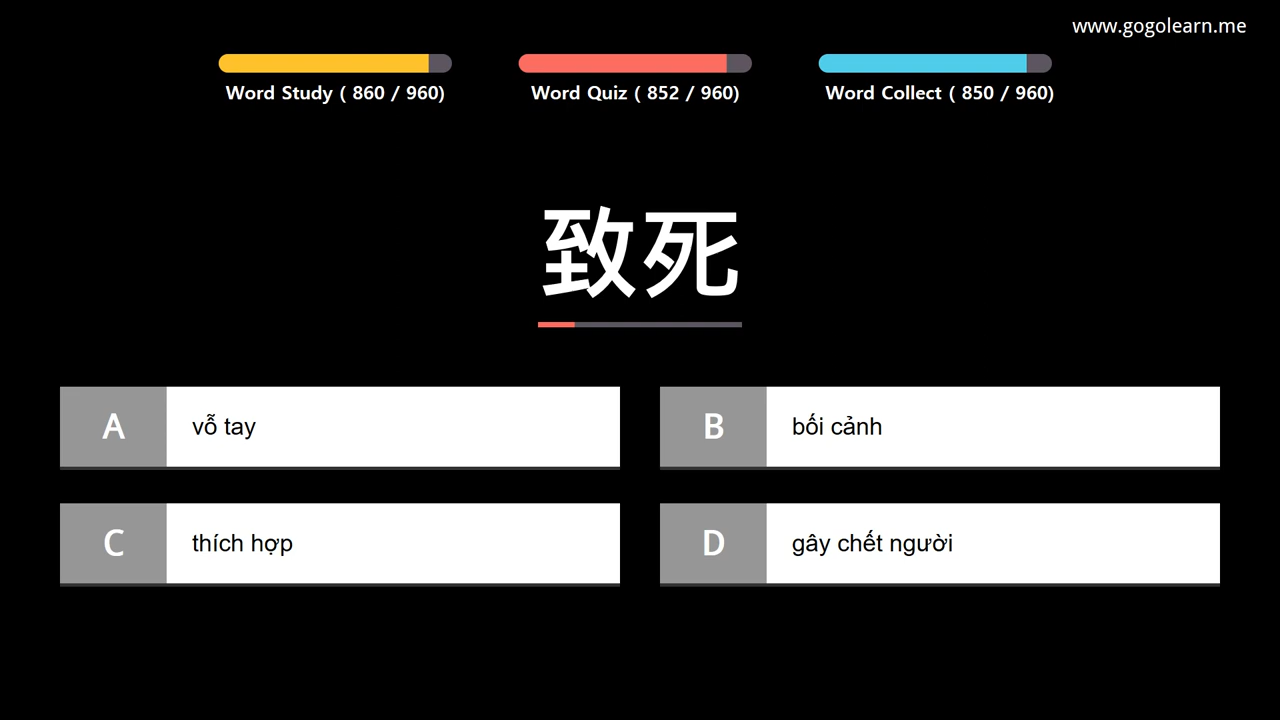 www.gogolearn.me
Word Study ( 860 / 960)
Word Quiz ( 852 / 960)
Word Collect ( 850 / 960)
致死
A vỗ tay
B bối cảnh
C thích hợp
D gây chết người